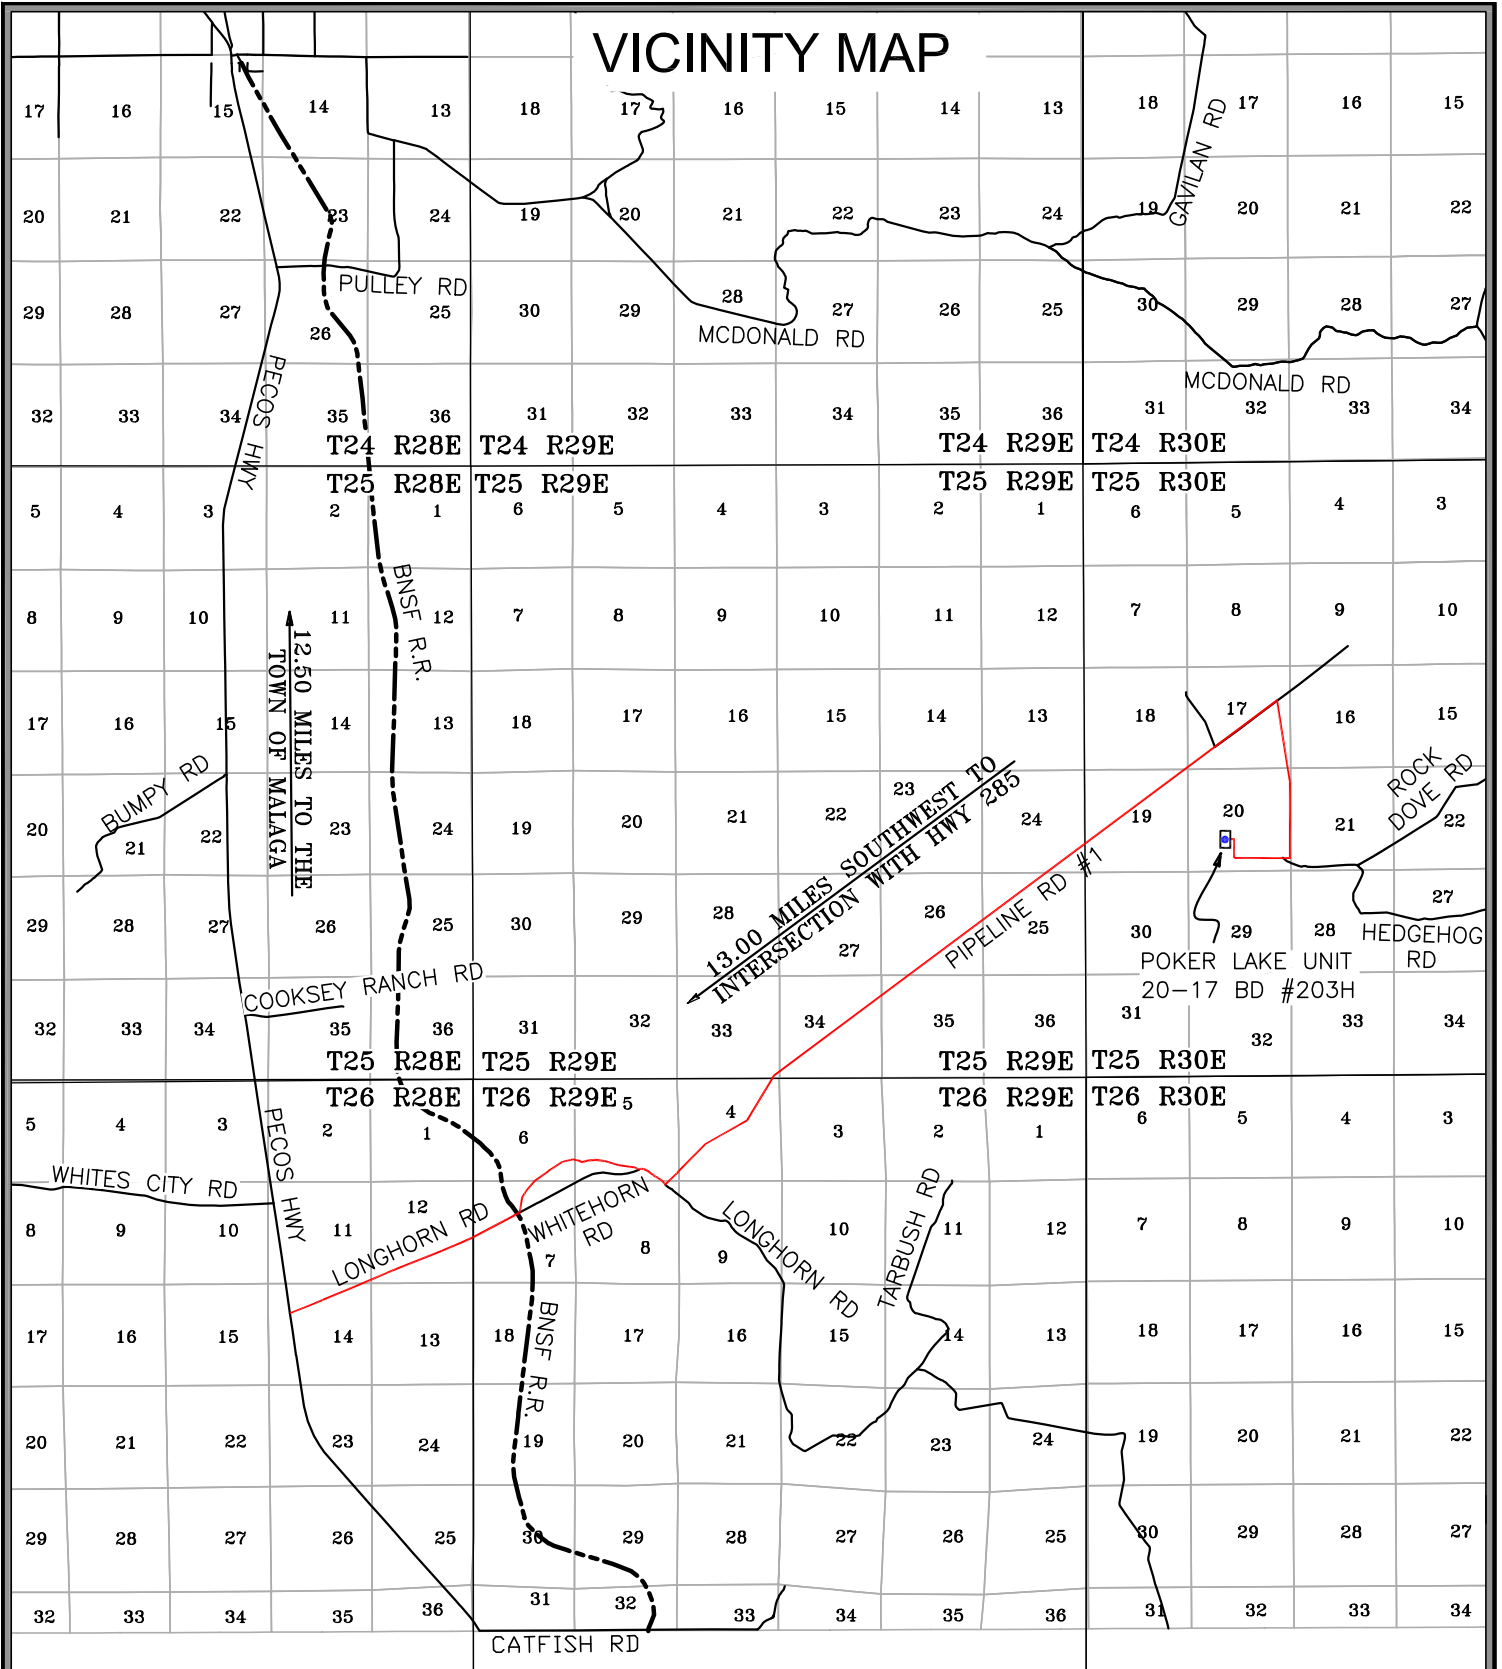 VICINITY MAP
17 16 15 14 13 18 17 16 15 14 13 18 17 16 15
GAVILAN RD
20 21 22 23 24 19 20 21 22 23 24 19 20 21 22
PULLEY RD
29 28 27 26 25 30 29 28 27 26 25 30 29 28 27
MCDONALD RD
MCDONALD RD
PECOS HWY
32 33 34 35 36 31 32 33 34 35 36 31 32 33 34
T24 R28E T24 R29E T24 R29E T24 R30E
T25 R28E T25 R29E T25 R29E T25 R30E
5 4 3 2 1 6 5 4 3 2 1 6 5 4 3
BNSF R.R.
8 9 10 11 12 7 8 9 10 11 12 7 8 9 10
12.50 MILES TO THE
TOWN OF MALAGA
17 16 15 14 13 18 17 16 15 14 13 18 17 16 15
BUMPY RD
13.00 MILES SOUTHWEST TO
INTERSECTION WITH HWY 285
ROCK
DOVE RD
20 21 22 23 24 19 20 21 22 23 24 19 20 21 22
PIPELINE RD #1
29 28 27 26 25 30 29 28 27 26 25 30 29 28 27
HEDGEHOG
RD
POKER LAKE UNIT
20-17 BD #203H
COOKSEY RANCH RD
32 33 34 35 36 31 32 33 34 35 36 31 32 33 34
T25 R28E T25 R29E T25 R29E T25 R30E
T26 R28E T26 R29E T26 R29E T26 R30E
5 4 3 2 1 6 5 4 3 2 1 6 5 4 3
PECOS HWY
WHITES CITY RD
LONGHORN RD
WHITEHORN
RD
LONGHORN RD
TARBUSH RD
8 9 10 11 12 7 8 9 10 11 12 7 8 9 10
BNSF R.R.
17 16 15 14 13 18 17 16 15 14 13 18 17 16 15
20 21 22 23 24 19 20 21 22 23 24 19 20 21 22
29 28 27 26 25 30 29 28 27 26 25 30 29 28 27
32 33 34 35 36 31 32 33 34 35 36 31 32 33 34
CATFISH RD